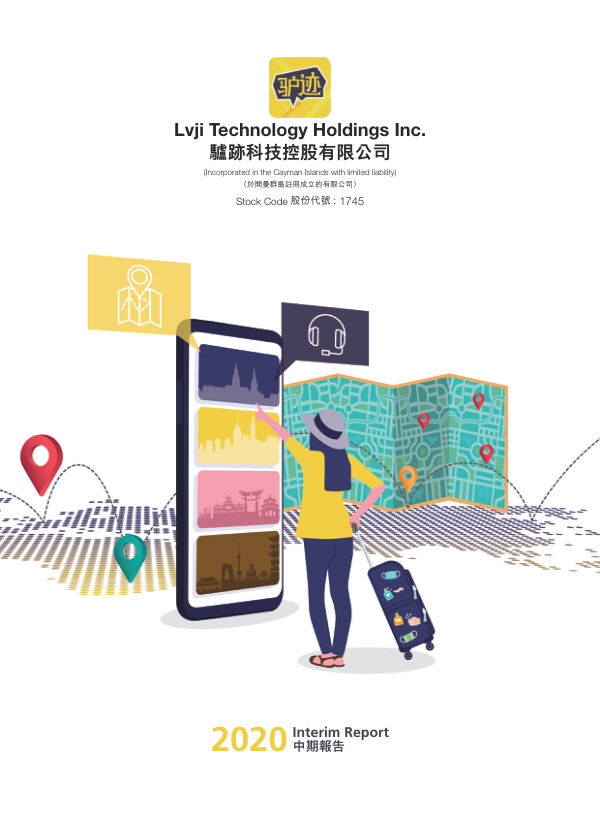 驴迹
Lvji Technology Holdings Inc.
驢跡科技控股有限公司
(Incorporated in the Cayman Islands with limited liability)
（於開曼群島註冊成立的有限公司）
Stock Code 股份代號：1745
2020 Interim Report
中期報告